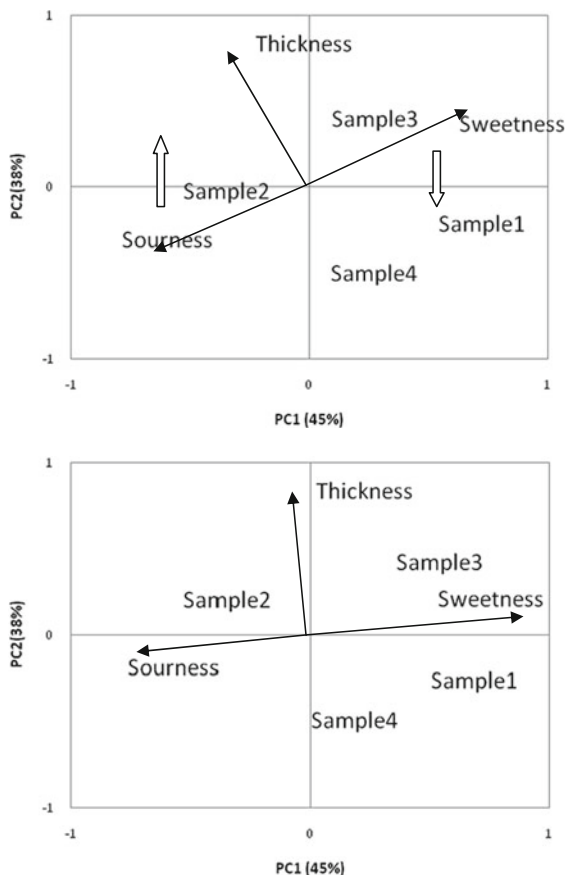 1
Thickness
Sample3
Sweetness
PC2(38%)
0
Sample2
Sample1
Sourness
Sample4
-1
-1
0
1
PC1 (45%)
1
Thickness
Sample3
Sample2
Sweetness
PC2(38%)
0
Sourness
Sample1
Sample4
-1
-1
0
1
PC1 (45%)